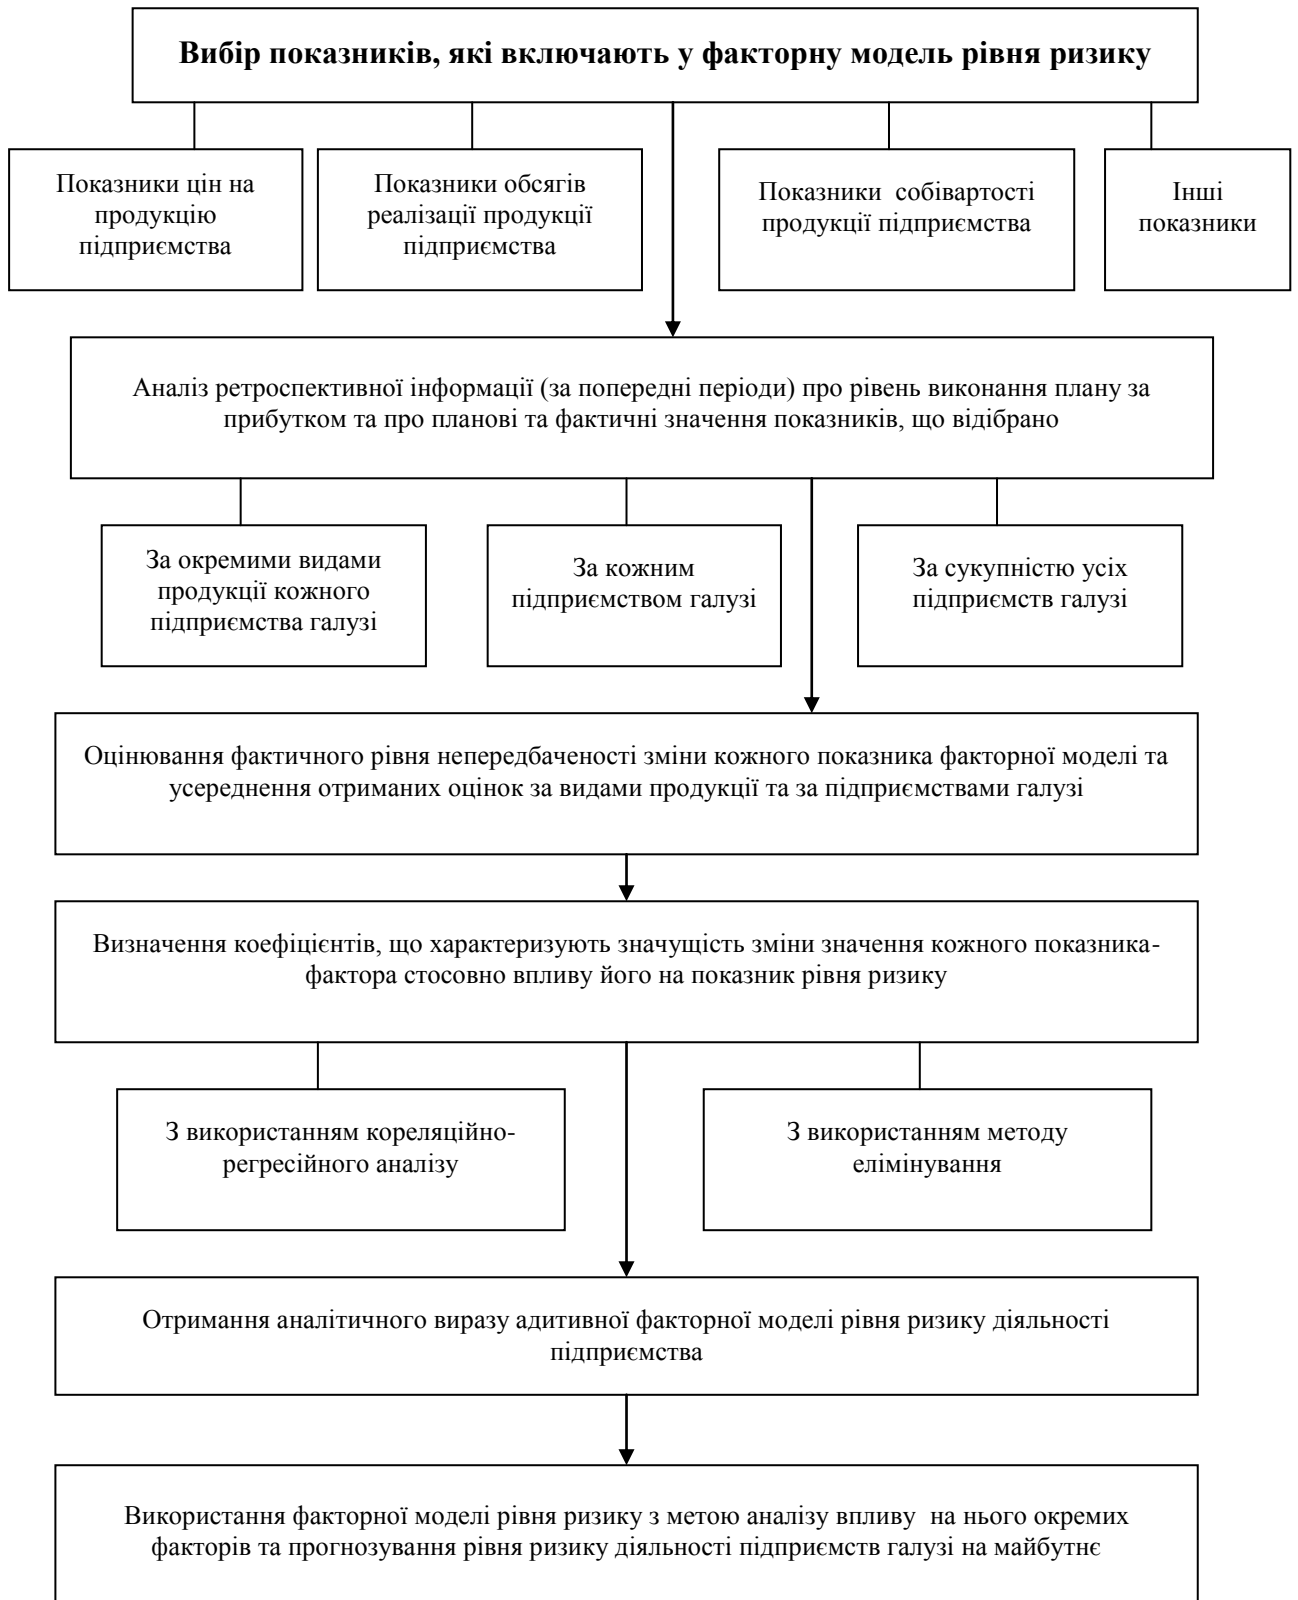 Вибір показників, які включають у факторну модель рівня ризику
Показники цін на
продукцію
підприємства
Показники обсягів
реалізації продукції
підприємства
Показники собівартості
продукції підприємства
Інші
показники
Аналіз ретроспективної інформації (за попередні періоди) про рівень виконання плану за
прибутком та про планові та фактичні значення показників, що відібрано
За окремими видами
продукції кожного
підприємства галузі
За кожним
підприємством галузі
За сукупністю усіх
підприємств галузі
Оцінювання фактичного рівня непередбаченості зміни кожного показника факторної моделі та
усереднення отриманих оцінок за видами продукції та за підприємствами галузі
Визначення коефіцієнтів, що характеризують значущість зміни значення кожного показника-
фактора стосовно впливу його на показник рівня ризику
З використанням кореляційно-
регресійного аналізу
З використанням методу
елімінування
Отримання аналітичного виразу адитивної факторної моделі рівня ризику діяльності
підприємства
Використання факторної моделі рівня ризику з метою аналізу впливу на нього окремих
факторів та прогнозування рівня ризику діяльності підприємств галузі на майбутнє